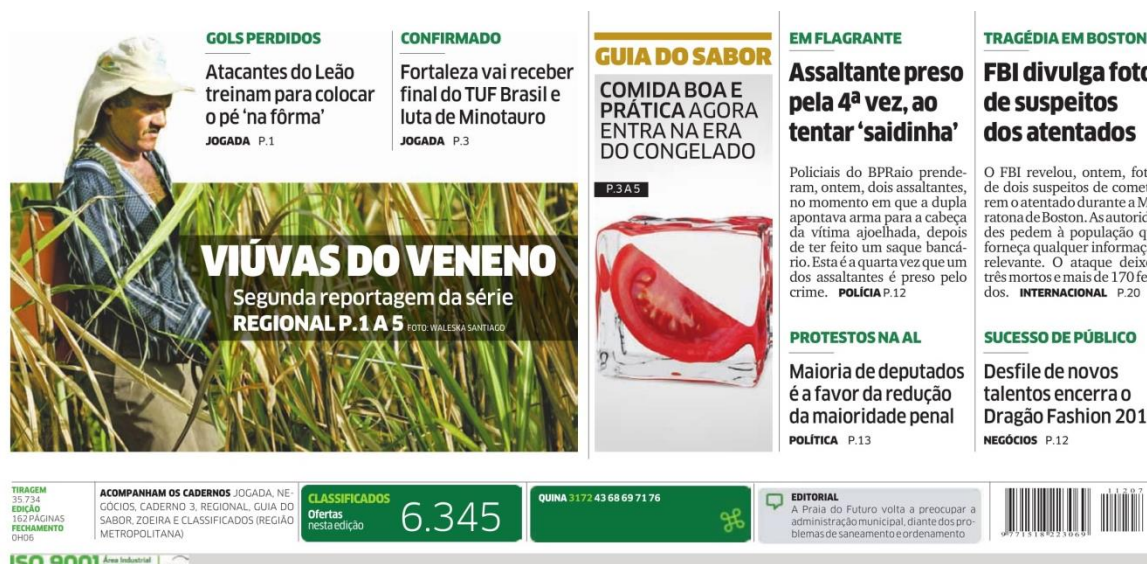 GOLS PERDIDOS
Atacantes do Leão
treinam para colocar
o pé ‘na fôrma’
JOGADA P.1
CONFIRMADO
Fortaleza vai receber
final do TUF Brasil e
luta de Minotauro
JOGADA P.3
VIÚVAS DO VENENO
Segunda reportagem da série
REGIONAL P.1 A 5 FOTO: WALESKA SANTIAGO
GUIA DO SABOR
COMIDA BOA E
PRÁTICA AGORA
ENTRA NA ERA
DO CONGELADO
P.3 A 5
EM FLAGRANTE
Assaltante preso
pela 4ª vez, ao
tentar ‘saidinha’
Policiais do BPRaio prende-
ram, ontem, dois assaltantes,
no momento em que a dupla
apontava arma para a cabeça
da vítima ajoelhada, depois
de ter feito um saque bancá-
rio. Esta é a quarta vez que um
dos assaltantes é preso pelo
crime. POLÍCIA P.12
PROTESTOS NA AL
Maioria de deputados
é a favor da redução
da maioridade penal
POLÍTICA P.13
TRAGÉDIA EM BOSTON
FBI divulga foto
de suspeitos
dos atentados
O FBI revelou, ontem, fot
de dois suspeitos de comet
rem o atentado durante a M
ratona de Boston. As autorid
des pedem à população q
forneça qualquer informaç
relevante. O ataque deix
três mortos e mais de 170 fe
dos. INTERNACIONAL P.20
SUCESSO DE PÚBLICO
Desfile de novos
talentos encerra o
Dragão Fashion 201
NEGÓCIOS P.12
TIRAGEM
35.734
EDIÇÃO
162 PÁGINAS
FECHAMENTO
0H06
ACOMPANHAM OS CADERNOS JOGADA, NE-
GÓCIOS, CADERNO 3, REGIONAL, GUIA DO
SABOR, ZOEIRA E CLASSIFICADOS (REGIÃO
METROPOLITANA)
CLASSIFICADOS
Ofertas
nesta edição
6.345
QUINA 3172 43 68 69 71 76
EDITORIAL
A Praia do Futuro volta a preocupar a
administração municipal, diante dos pro-
blemas de saneamento e ordenamento
11207
9 771518 223069
ISO 9001 Área Industrial